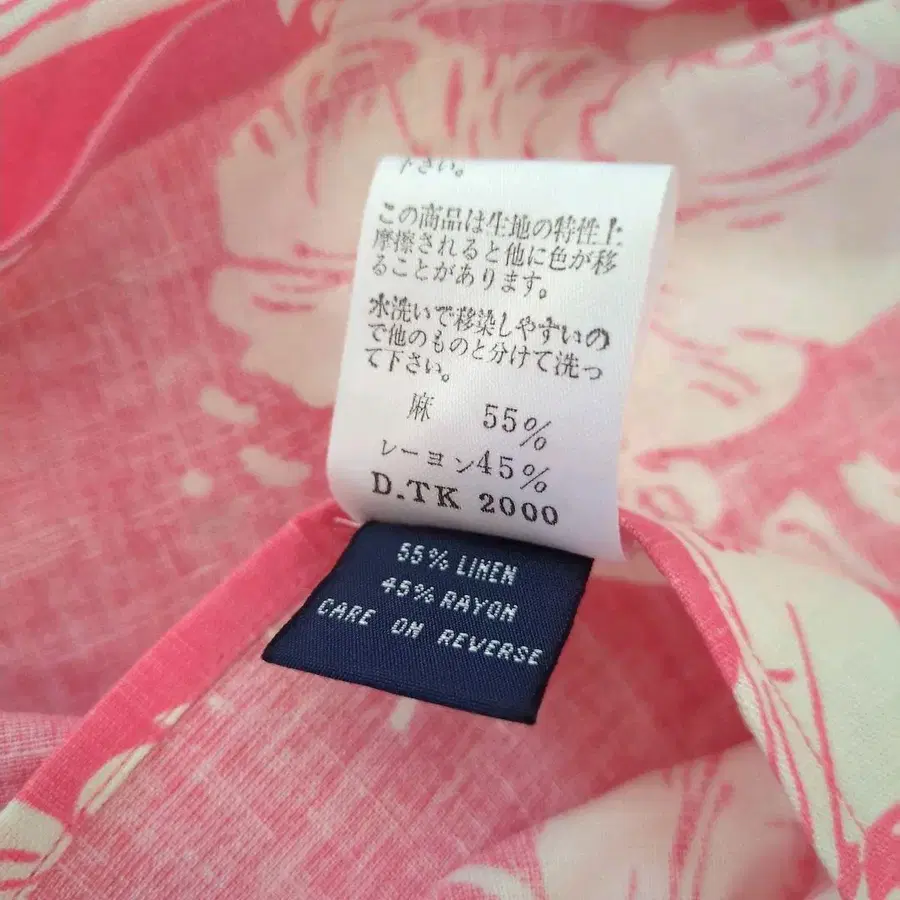 下さい。
この商品は生地の特性上
摩擦されると他に色が移
ることがあります。
水洗いで移染しやすいの
で他のものと分けて洗っ
て下さい。
麻 55%
レーヨン45%
D.TK 2000
55% LINEN
45% RAYON
CARE ON REVERSE